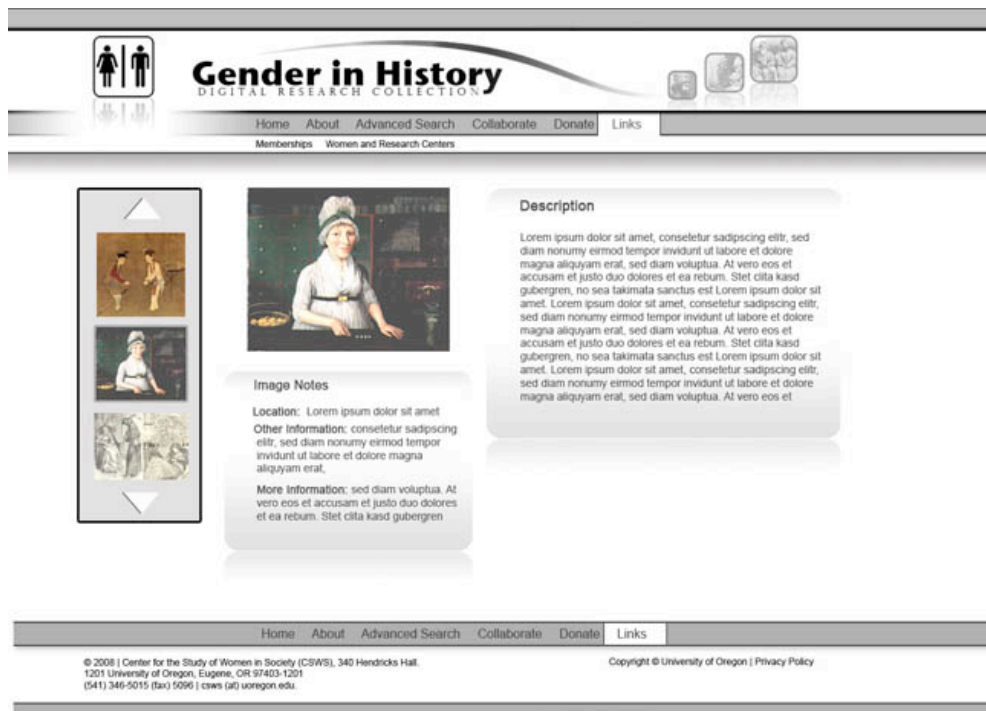 Gender in History
DIGITAL RESEARCH COLLECTION
Home About Advanced Search Collaborate Donate Links
Memberships Women and Research Centers
Image Notes
Location: Lorem ipsum dolor sit amet
Other Information: consetetur sadipscing
elitr, sed diam nonumy eirmod tempor
invidunt ut labore et dolore magna
aliquyam erat,
More Information: sed diam voluptua. At
vero eos et accusam et justo duo dolores
et ea rebum. Stet clita kasd gubergren
Description
Lorem ipsum dolor sit amet, consetetur sadipscing elitr, sed
diam nonumy eirmod tempor invidunt ut labore et dolore
magna aliquyam erat, sed diam voluptua. At vero eos et
accusam et justo duo dolores et ea rebum. Stet clita kasd
gubergren, no sea takimata sanctus est Lorem ipsum dolor sit
amet. Lorem ipsum dolor sit amet, consetetur sadipscing elitr,
sed diam nonumy eirmod tempor invidunt ut labore et dolore
magna aliquyam erat, sed diam voluptua. At vero eos et
accusam et justo duo dolores et ea rebum. Stet clita kasd
gubergren, no sea takimata sanctus est Lorem ipsum dolor sit
amet. Lorem ipsum dolor sit amet, consetetur sadipscing elitr,
sed diam nonumy eirmod tempor invidunt ut labore et dolore
magna aliquyam erat, sed diam voluptua. At vero eos et
Home About Advanced Search Collaborate Donate Links
© 2008 | Center for the Study of Women in Society (CSWS), 340 Hendricks Hall.
1201 University of Oregon, Eugene, OR 97403-1201
(541) 346-5015 (fax) 5096 | csws (at) uoregon.edu.
Copyright © University of Oregon | Privacy Policy